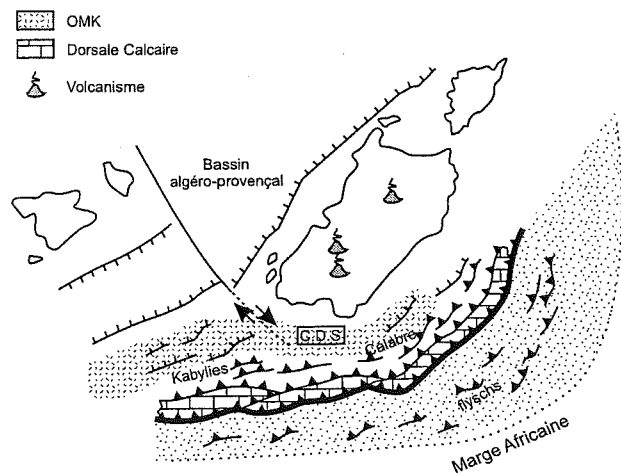 OMK
Dorsale Calcaire
Volcanisme
Bassin
algéro-provençal
G.D.S
Calabre
Kabylies
flyschs
Marge Africaine